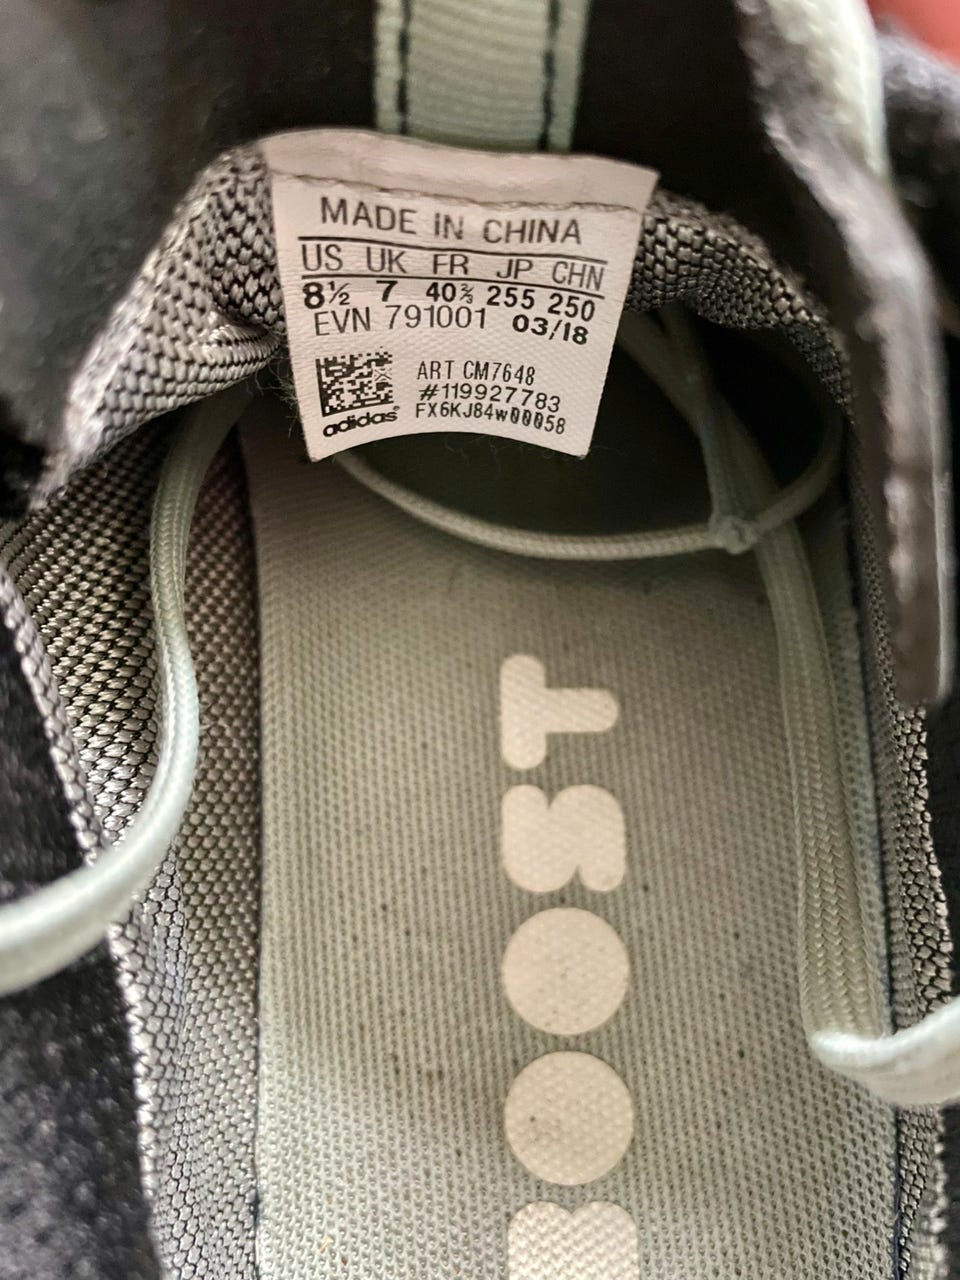 MADE IN CHINA
US UK FR JP CHN
8½ 7 40⅔ 255 250
EVN 791001 03/18
ART CM7648
#119927783
FX6KJ84w00058
adidas
BOOST